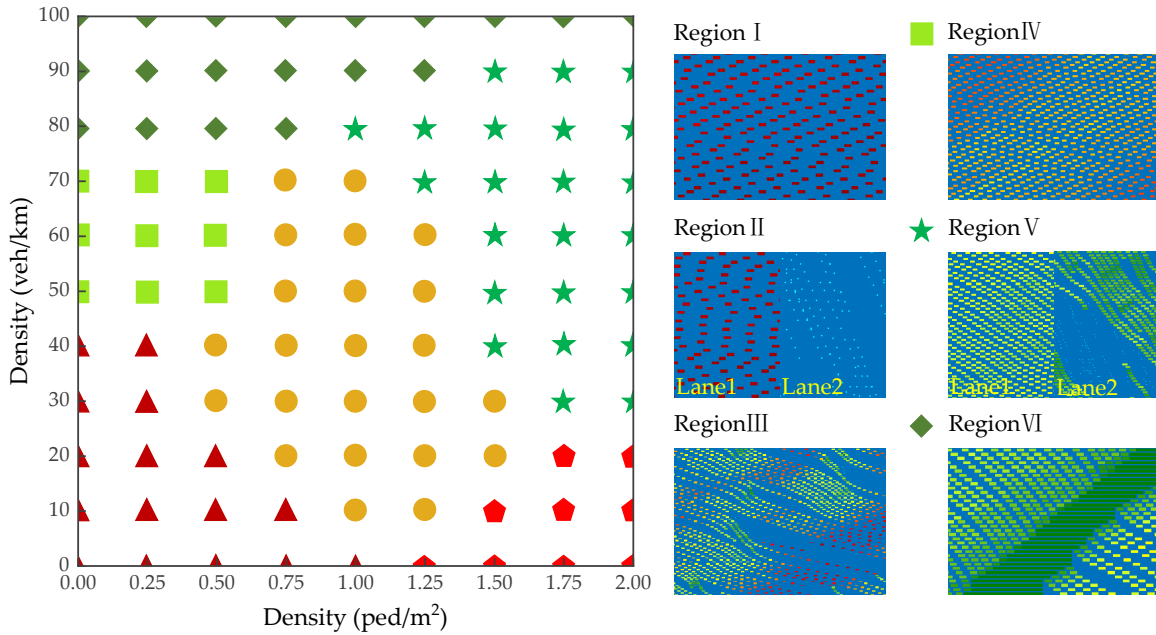 100
90
80
70
60
50
40
30
20
10
0
Density (veh/km)
0.00 0.25 0.50 0.75 1.00 1.25 1.50 1.75 2.00
Density (ped/m²)
Region Ⅰ
RegionⅣ
Region Ⅱ
Region Ⅴ
Lane1 Lane2
Lane1 Lane2
RegionⅢ
RegionⅥ